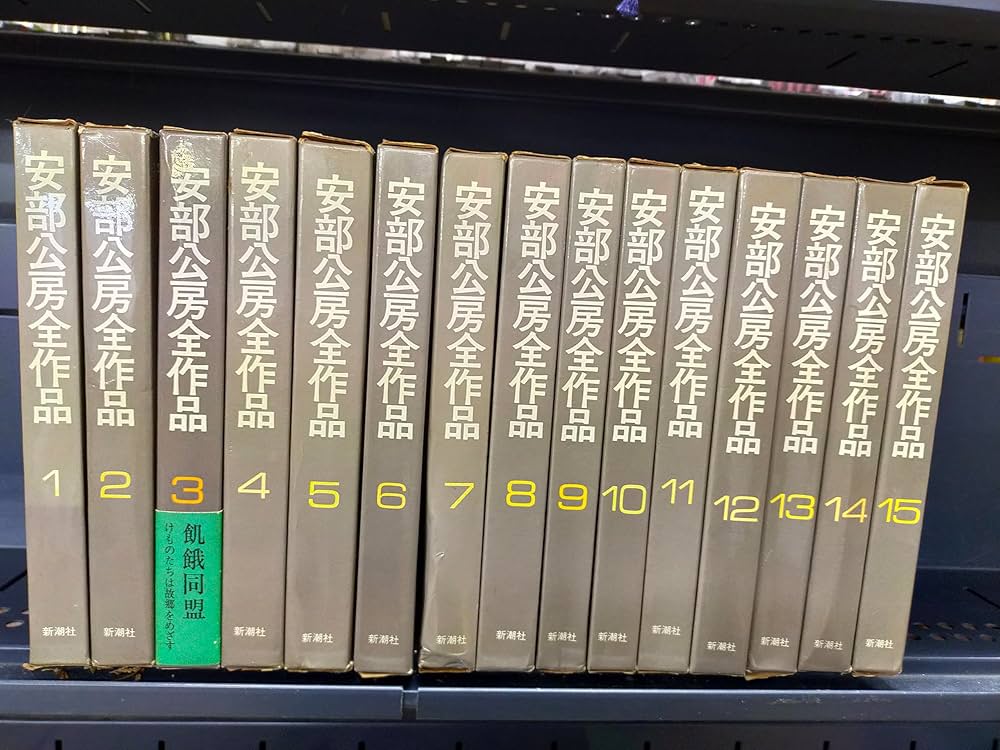 安部公房全作品
1
新潮社
安部公房全作品
2
新潮社
安部公房全作品
3
飢餓同盟
けものたちは故郷をめざす
安部公房全作品
4
新潮社
安部公房全作品
5
新潮社
安部公房全作品
6
新潮社
安部公房全作品
7
新潮社
安部公房全作品
8
新潮社
安部公房全作品
9
新潮社
安部公房全作品
10
新潮社
安部公房全作品
11
新潮社
安部公房全作品
12
新潮社
安部公房全作品
13
新潮社
安部公房全作品
14
新潮社
安部公房全作品
15
新潮社